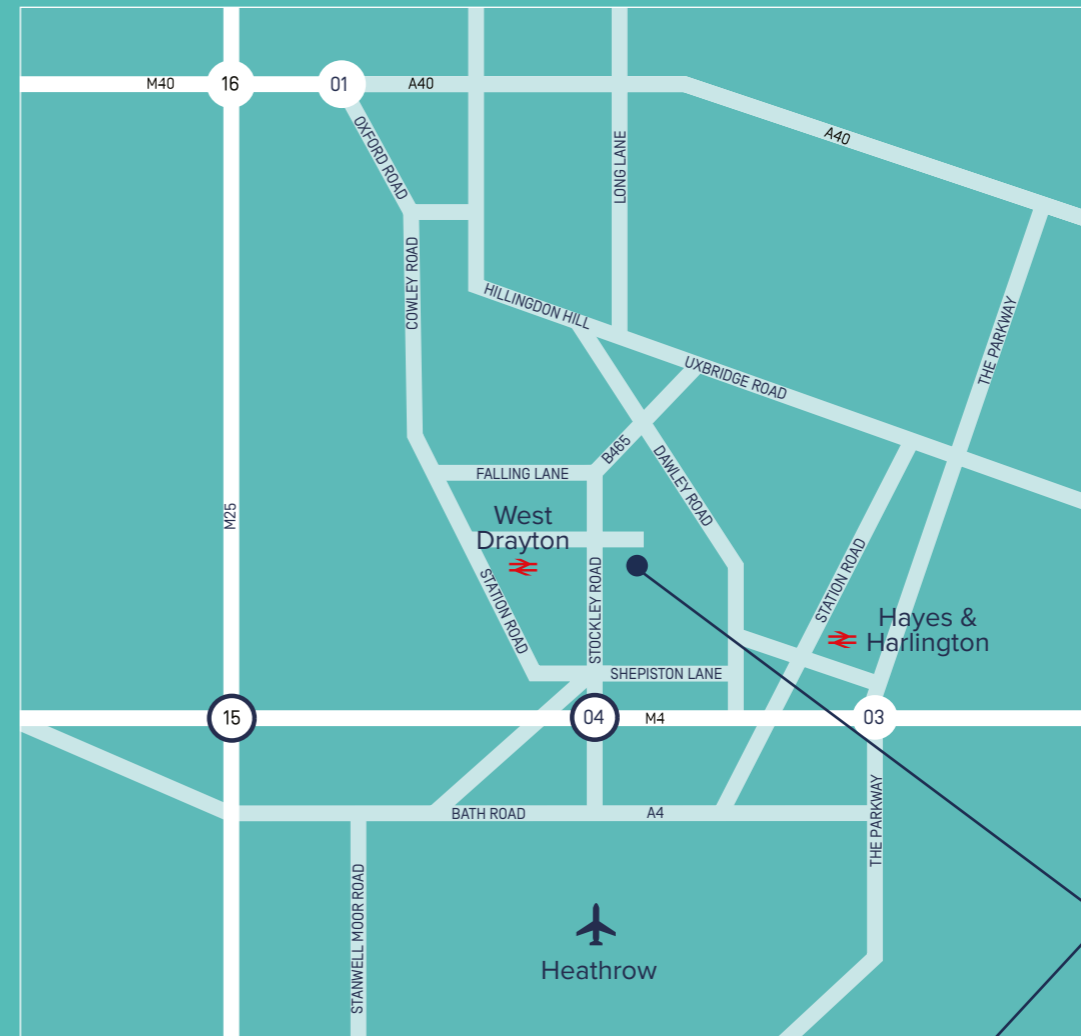 M40
16
01
A40
OXFORD ROAD
LONG LANE
A40
COWLEY ROAD
HILLINGDON HILL
THE PARKWAY
UXBRIDGE ROAD
B465
FALLING LANE
DAWLEY ROAD
M25
West
Drayton
STATION ROAD
STOCKLEY ROAD
STATION ROAD
Hayes &
Harlington
SHEPISTON LANE
15
04
M4
03
BATH ROAD
A4
THE PARKWAY
STANWELL MOOR ROAD
Heathrow